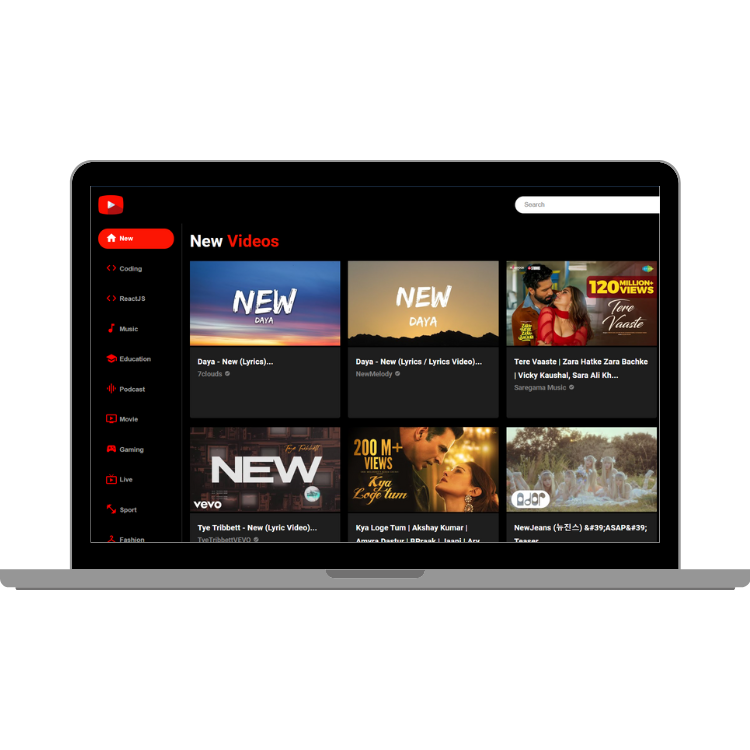 Search
New
Coding
ReactJS
Music
Education
Podcast
Movie
Gaming
Live
Sport
Fashion
New Videos
NEW
DAYA
Daya - New (Lyrics)...
7clouds
NEW
DAYA
Daya - New (Lyrics / Lyrics Video)...
NewMelody
120 MILLION+
VIEWS
Tere
Vaaste
Tere Vaaste | Zara Hatke Zara Bachke
| Vicky Kaushal, Sara Ali Kh...
Saregama Music
Tye Tribbett
NEW
vevo
Tye Tribbett - New (Lyric Video)...
TyeTribbettVEVO
200 M+
VIEWS
Kya
Loge tum
Kya Loge Tum | Akshay Kumar |
Amyra Dastur | BPraak | Jaani | Arv
ador
NewJeans (뉴진스) &#39;ASAP&#39;
Teaser